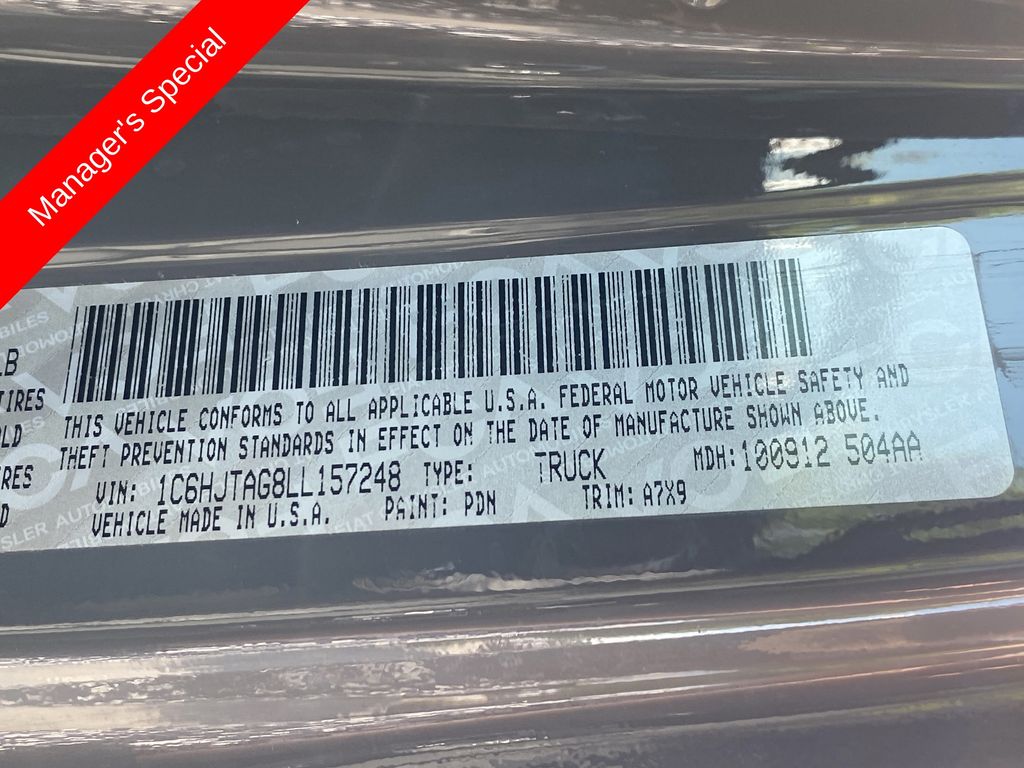 Manager's Special
LB
TIRES
OLD
RES
D
THIS VEHICLE CONFORMS TO ALL APPLICABLE U.S.A. FEDERAL MOTOR VEHICLE SAFETY AND
THEFT PREVENTION STANDARDS IN EFFECT ON THE DATE OF MANUFACTURE SHOWN ABOVE.
VIN: 1C6HJTAG8LL157248 TYPE: TRUCK MDH: 100912 504AA
VEHICLE MADE IN U.S.A. PAINT: PDN TRIM: A7X9